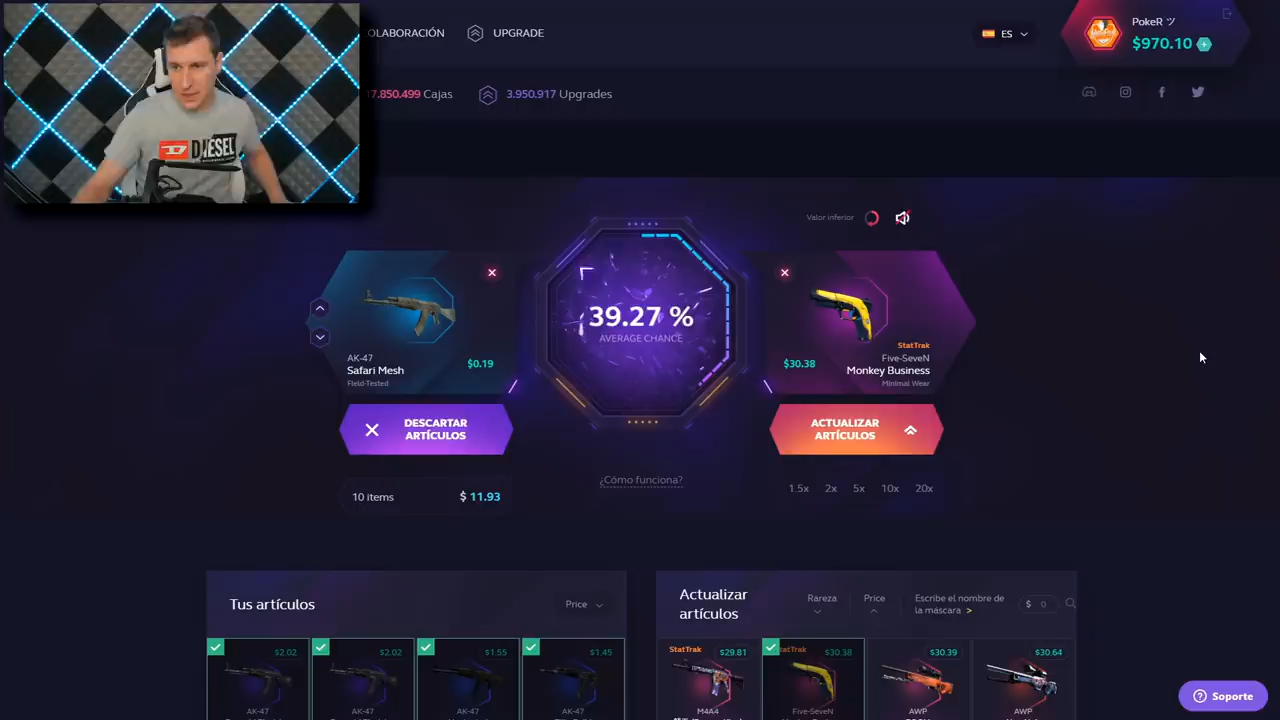 OLABORACIÓN
UPGRADE
ES
PokeR ツ
$970.10
17.850.499 Cajas
3.950.917 Upgrades
DIESEL
Valor inferior
39.27 %
AVERAGE CHANCE
AK-47
Safari Mesh
Field-Tested
$0.19
$30.38
StatTrak
Five-SeveN
Monkey Business
Minimal Wear
DESCARTAR
ARTÍCULOS
ACTUALIZAR
ARTÍCULOS
10 items
$ 11.93
¿Cómo funciona?
1.5x 2x 5x 10x 20x
Tus artículos
Price
Actualizar
artículos
Rareza
Price
Escribe el nombre de
la máscara >
$ 0
$2.02
AK-47
$2.02
AK-47
$1.55
AK-47
$1.45
AK-47
StatTrak
$29.81
M4A4
tatTrak
$30.38
Five-SeveN
$30.39
AWP
$30.64
AWP
Soporte